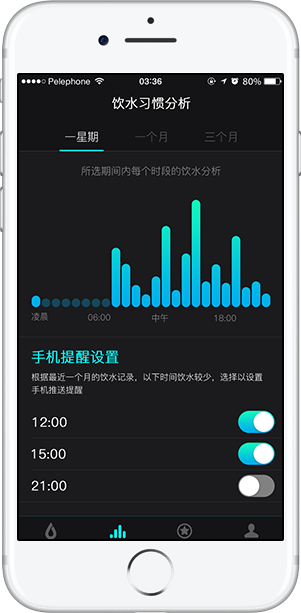 Pelephone 03:36 80%
饮水习惯分析
一星期 一个月 三个月
所选期间内每个时段的饮水分析
凌晨 06:00 中午 18:00
手机提醒设置
根据最近一个月的饮水记录，以下时间饮水较少，选择以设置
手机推送提醒
12:00
15:00
21:00